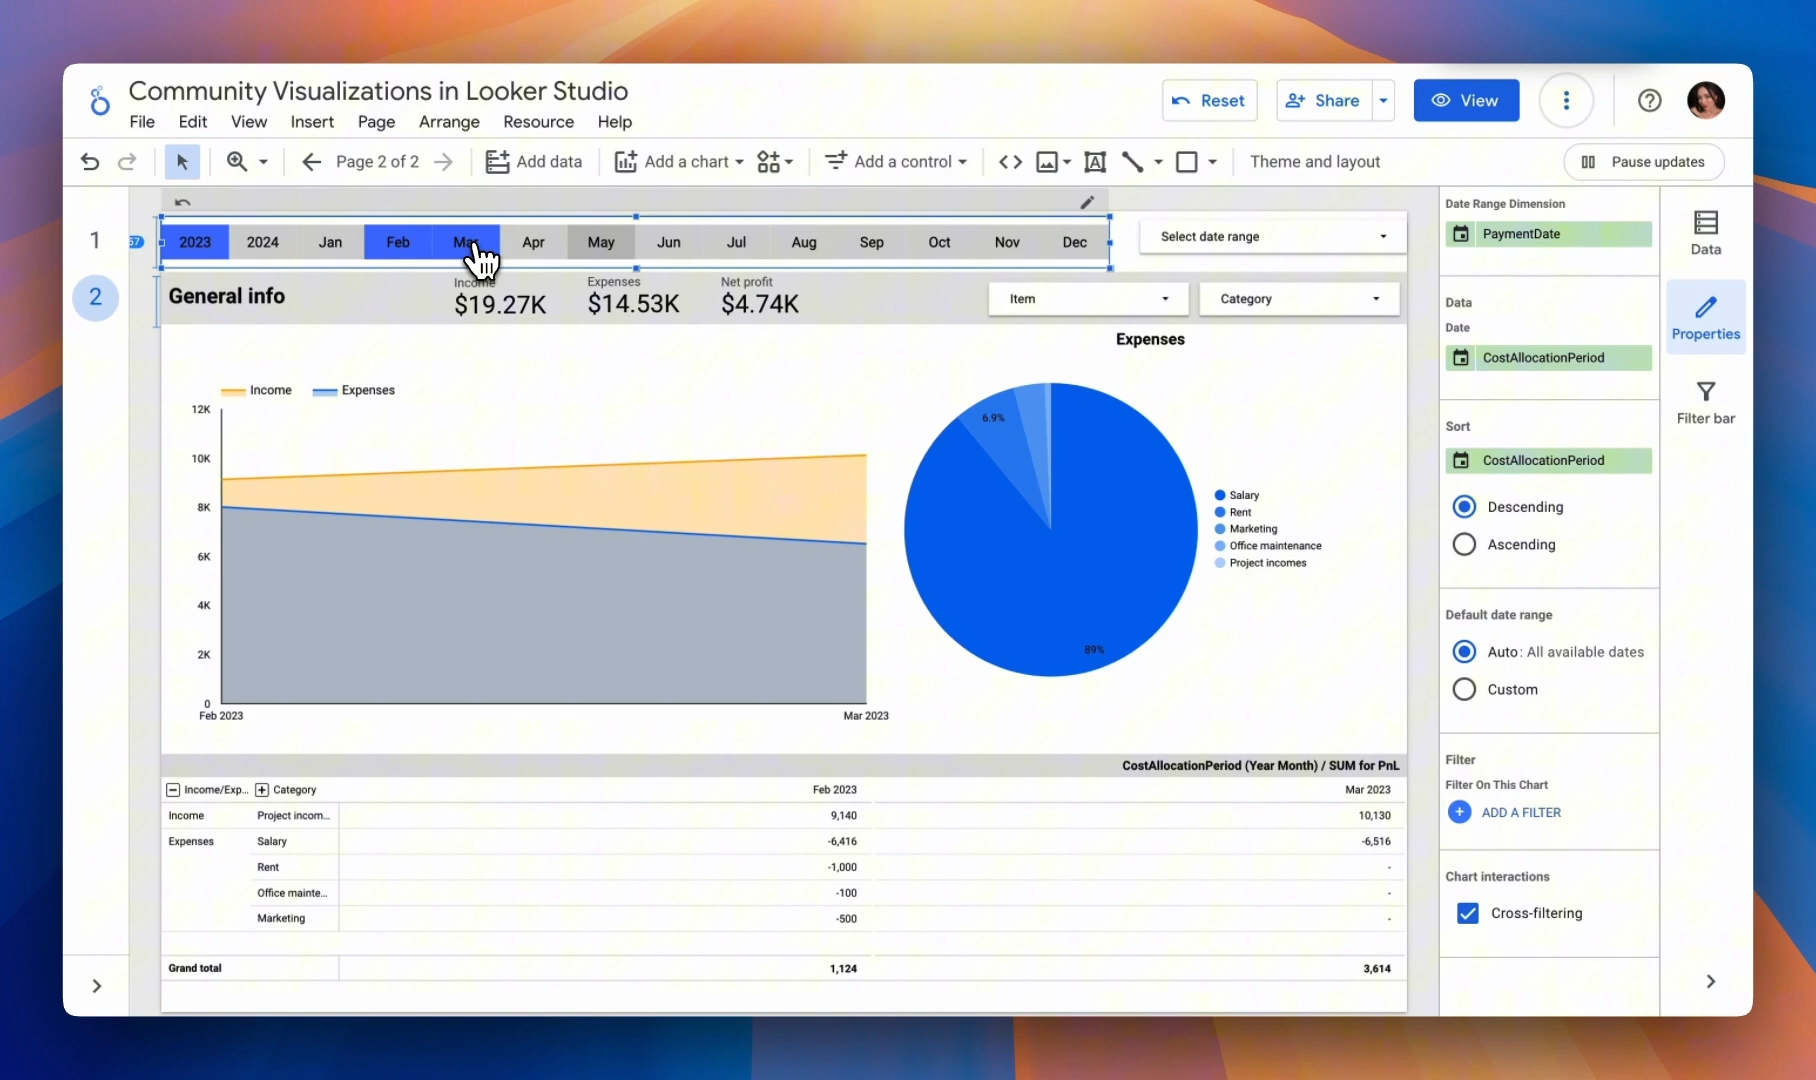 Community Visualizations in Looker Studio
File Edit View Insert Page Arrange Resource Help
Reset
Share
View
Page 2 of 2
Add data
Add a chart
Add a control
Theme and layout
Pause updates
1
2
57
2023 2024 Jan Feb Mar Apr May Jun Jul Aug Sep Oct Nov Dec
Select date range
General info
Income
$19.27K
Expenses
$14.53K
Net profit
$4.74K
Item
Category
Income Expenses
12K
10K
8K
6K
4K
2K
0
Feb 2023 Mar 2023
Expenses
6.9%
89%
Salary
Rent
Marketing
Office maintenance
Project incomes
CostAllocationPeriod (Year Month) / SUM for PnL
Income/Exp... Category Feb 2023 Mar 2023
Income Project incom... 9,140 10,130
Expenses Salary -6,416 -6,516
Rent -1,000 -
Office mainte... -100 -
Marketing -500 -
Grand total 1,124 3,614
Date Range Dimension
PaymentDate
Data
Date
CostAllocationPeriod
Sort
CostAllocationPeriod
Descending
Ascending
Default date range
Auto: All available dates
Custom
Filter
Filter On This Chart
ADD A FILTER
Chart interactions
Cross-filtering
Data
Properties
Filter bar